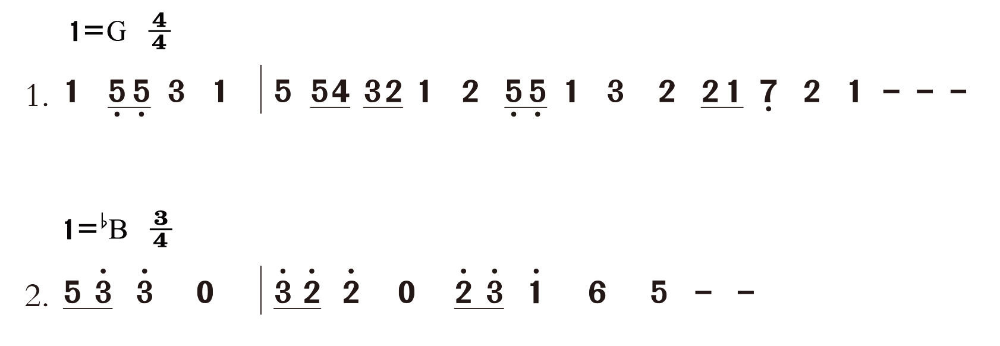 1=G 4/4
1. 1 5̣ 5̣ 3 1 | 5 5 4 3 2 1 2 5̣ 5̣ 1 3 2 2 1 7̣ 2 1 – – –
1=♭B 3/4
2. 5 3̇ 3̇ 0 | 3̇ 2̇ 2̇ 0 2̇ 3̇ 1̇ 6 5 – –